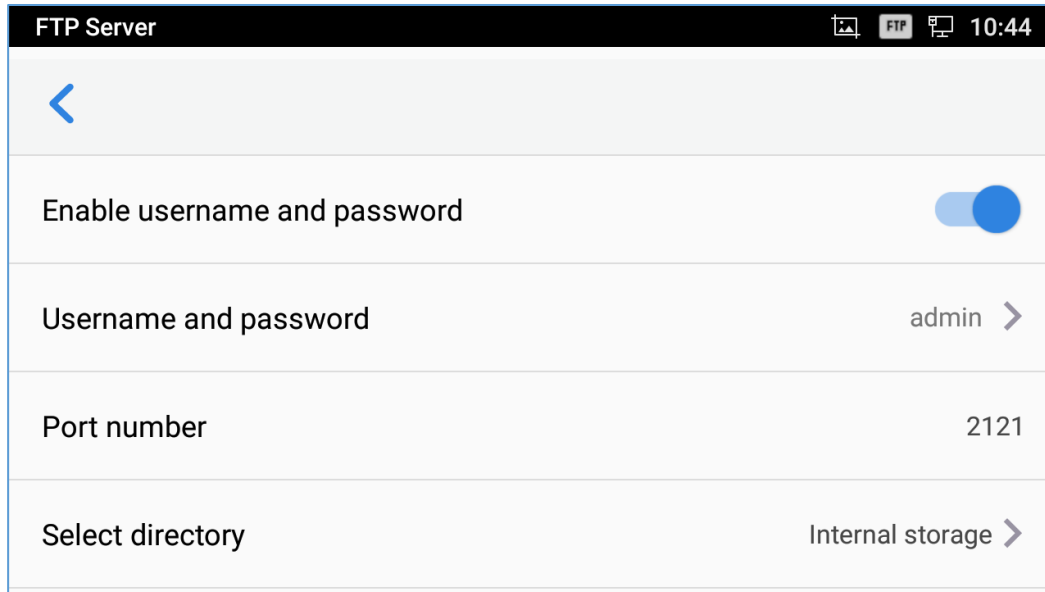 FTP Server FTP 10:44
Enable username and password
Username and password admin
Port number 2121
Select directory Internal storage